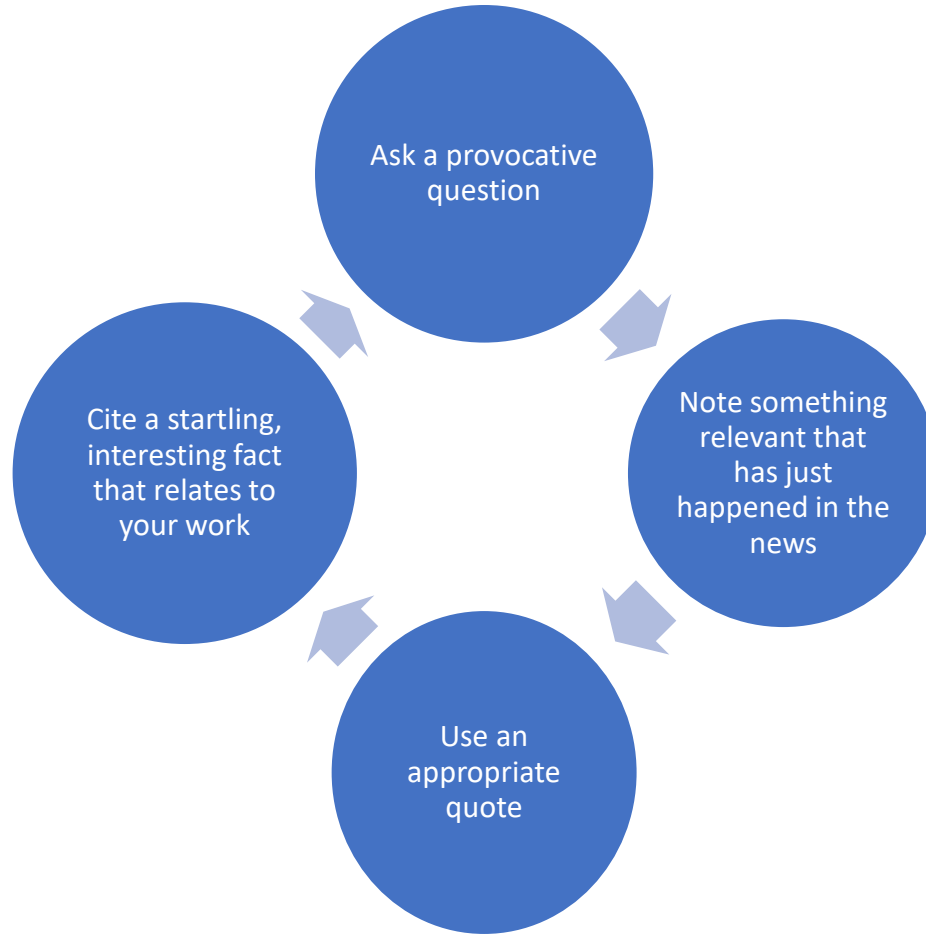 Ask a provocative
question
Note something
relevant that
has just
happened in the
news
Use an
appropriate
quote
Cite a startling,
interesting fact
that relates to
your work